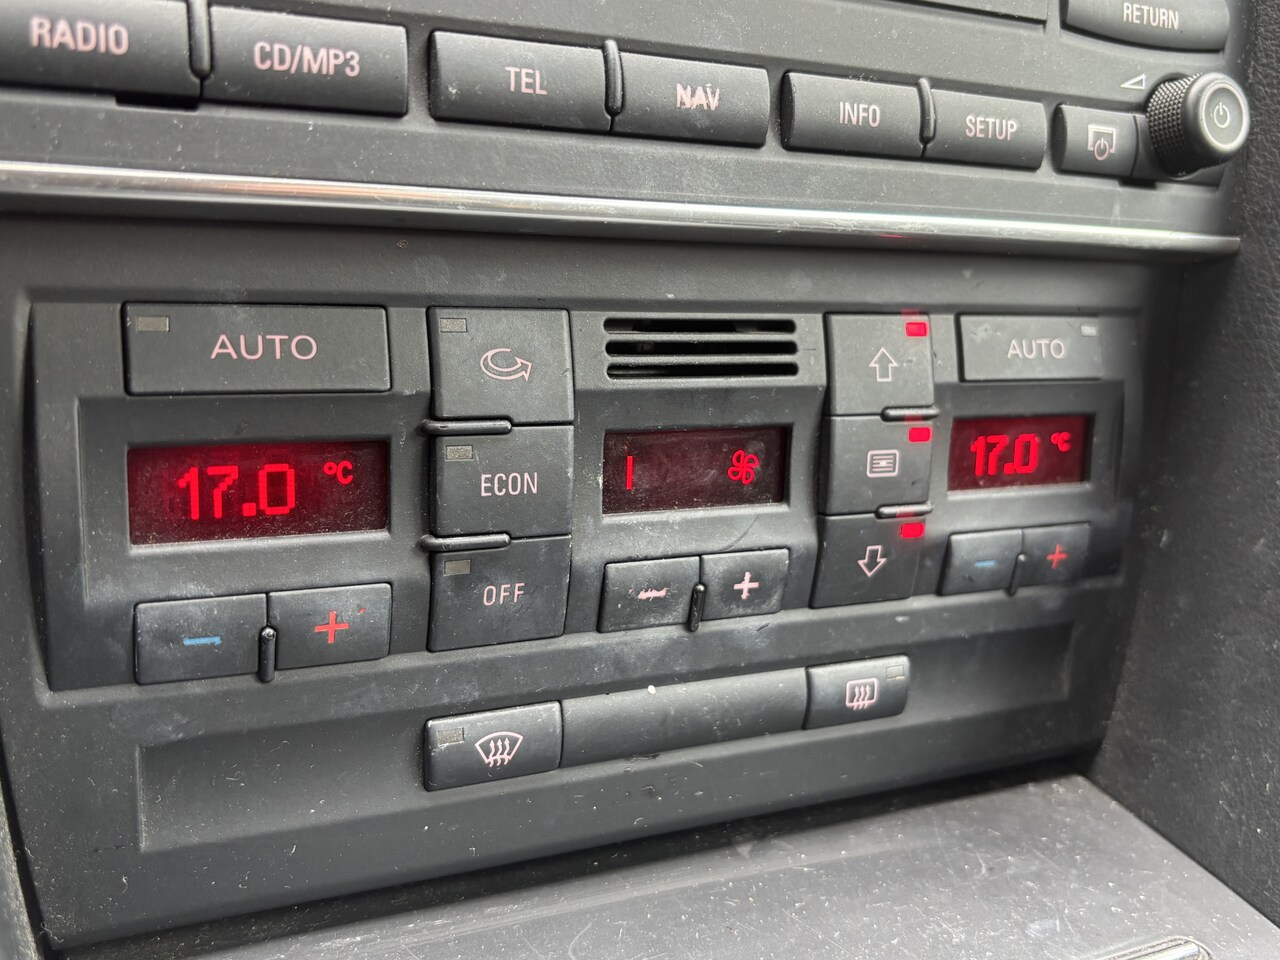 RETURN
RADIO
CD/MP3
TEL
NAV
INFO
SETUP
AUTO
AUTO
17.0 °C
ECON
17.0 °C
OFF